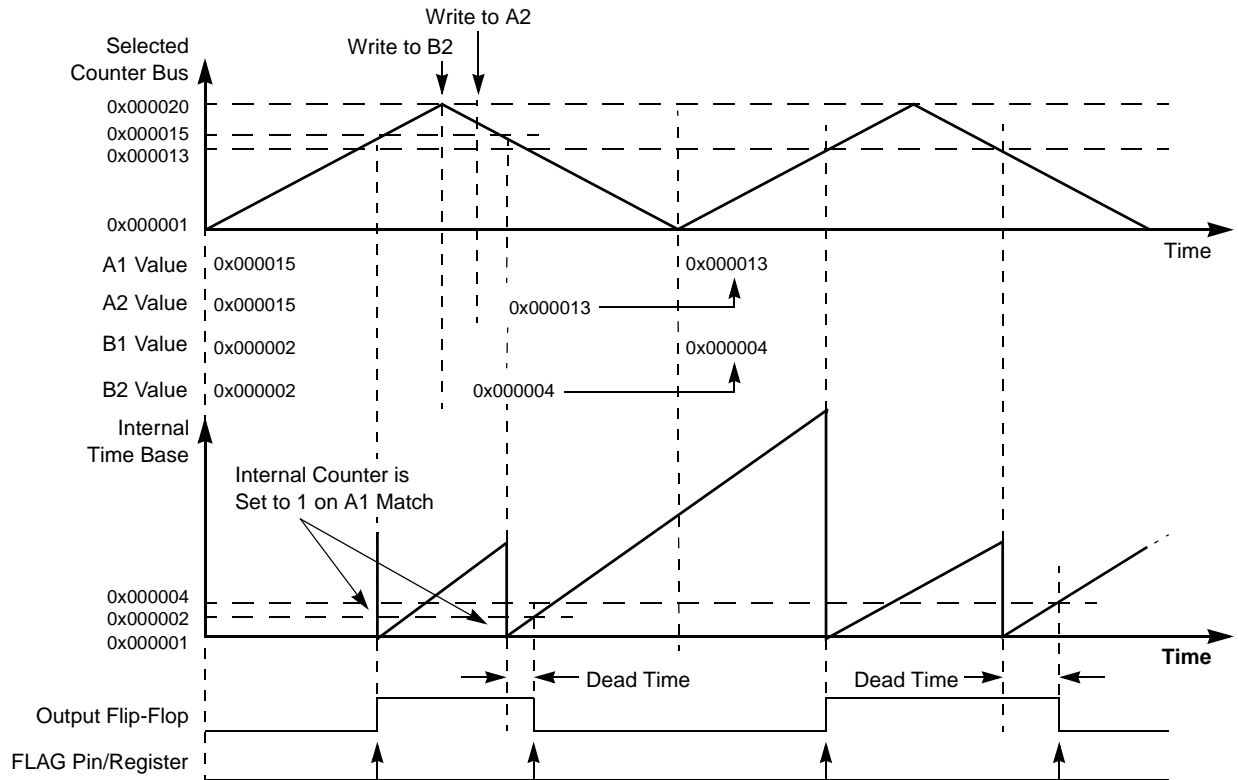 Write to A2
Selected
Counter Bus
Write to B2
0x000020
0x000015
0x000013
0x000001
Time
A1 Value 0x000015 0x000013
A2 Value 0x000015 0x000013
B1 Value 0x000002 0x000004
B2 Value 0x000002 0x000004
Internal
Time Base
Internal Counter is
Set to 1 on A1 Match
0x000004
0x000002
0x000001
Time
Dead Time Dead Time
Output Flip-Flop
FLAG Pin/Register